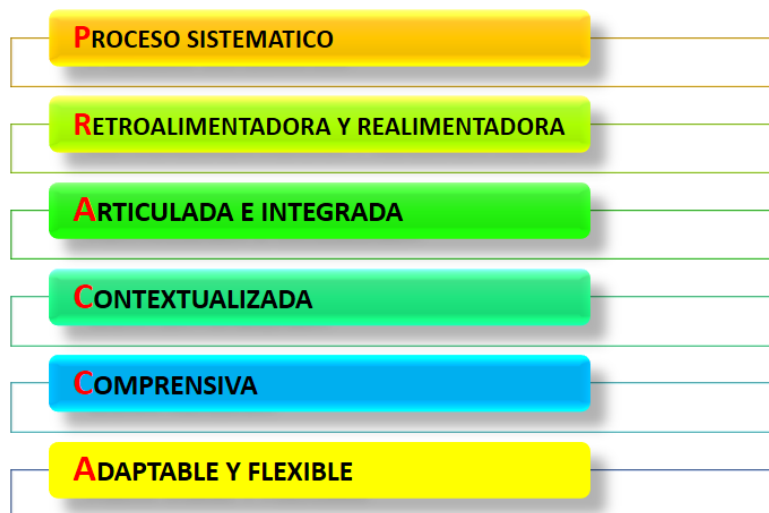 PROCESO SISTEMATICO
RETROALIMENTADORA Y REALIMENTADORA
ARTICULADA E INTEGRADA
CONTEXTUALIZADA
COMPRENSIVA
ADAPTABLE Y FLEXIBLE